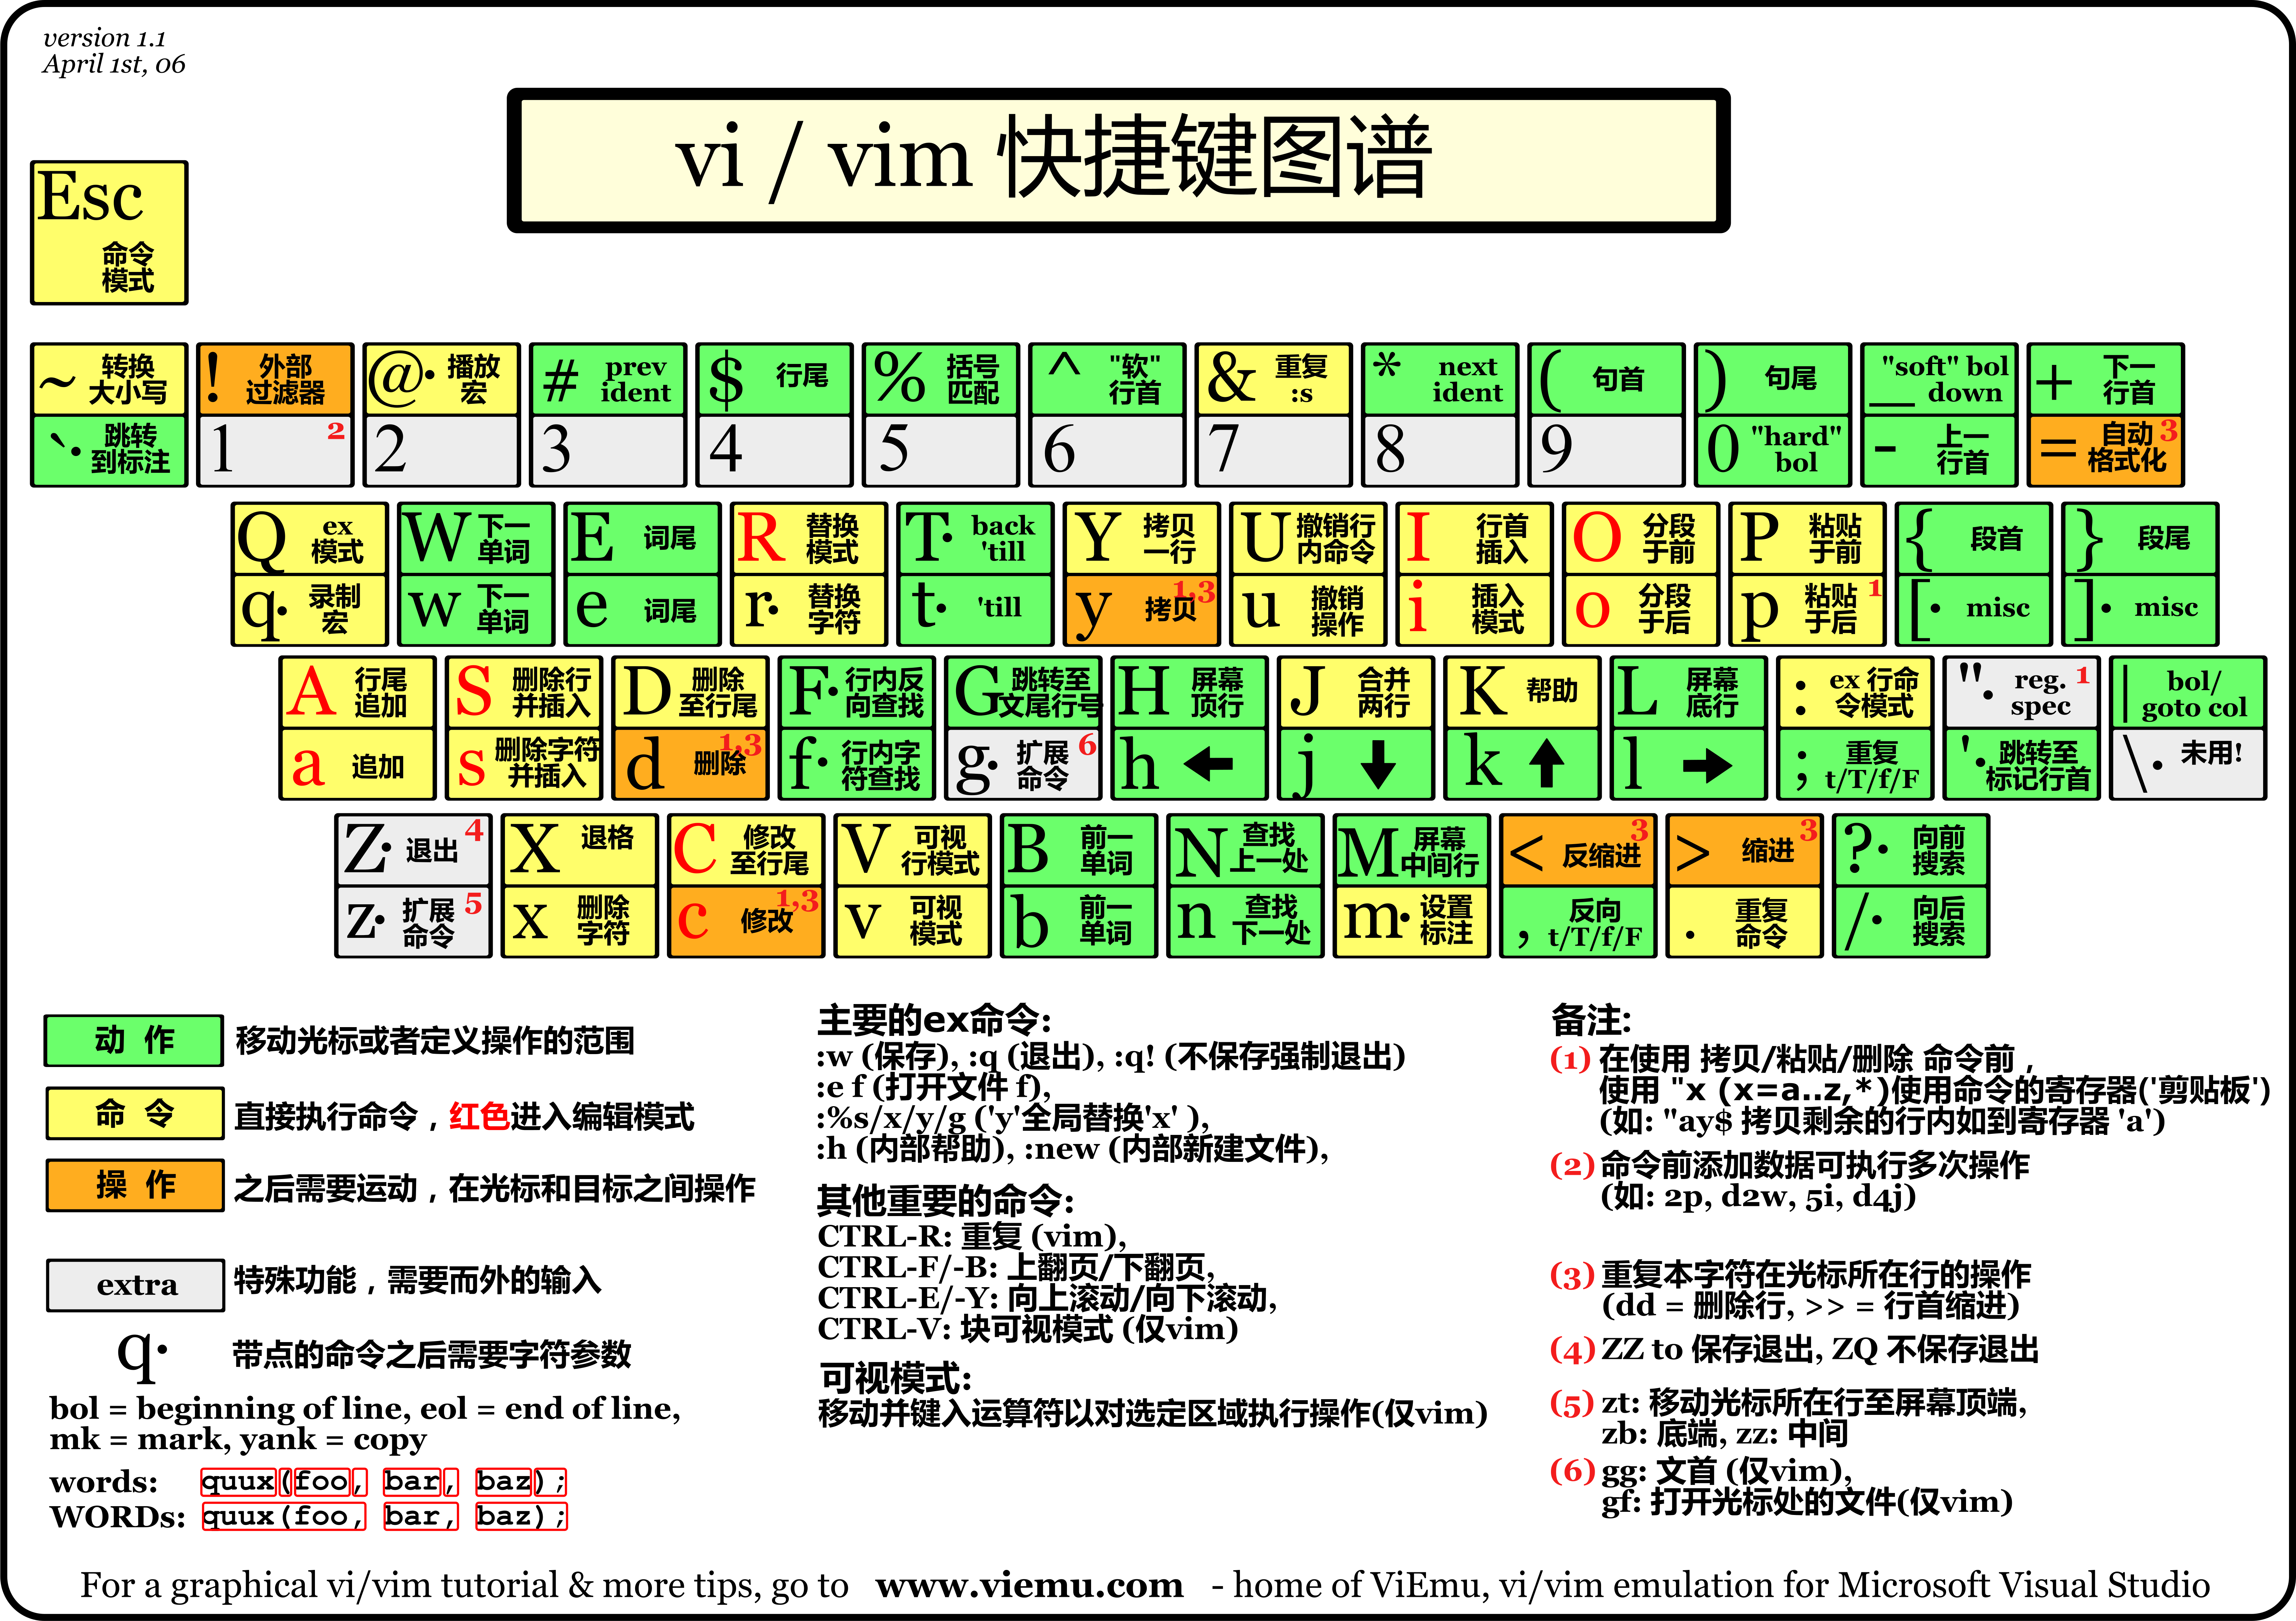 version 1.1
April 1st, 06
vi / vim 快捷键图谱
Esc
命令
模式
~ 转换
大小写
! 外部
过滤器
@· 播放
宏
# prev
ident
$ 行尾
% 括号
匹配
^ "软"
行首
& 重复
:s
* next
ident
( 句首
) 句尾
_ "soft" bol
down
+ 下一
行首
`· 跳转
到标注
1 2
2
3
4
5
6
7
8
9
0 "hard"
bol
- 上一
行首
= 自动 3
格式化
Q ex
模式
W 下一
单词
E 词尾
R 替换
模式
T· back
'till
Y 拷贝
一行
U 撤销行
内命令
I 行首
插入
O 分段
于前
P 粘贴
于前
{ 段首
} 段尾
q· 录制
宏
w 下一
单词
e 词尾
r· 替换
字符
t· 'till
y 拷贝 1,3
u 撤销
操作
i 插入
模式
o 分段
于后
p 粘贴 1
于后
[· misc
]· misc
A 行尾
追加
S 删除行
并插入
D 删除
至行尾
F· 行内反
向查找
G 跳转至
文尾行号
H 屏幕
顶行
J 合并
两行
K 帮助
L 屏幕
底行
: ex 行命
令模式
"· reg. 1
spec
| bol/
goto col
a 追加
s 删除字符
并插入
d 删除 1,3
f· 行内字
符查找
g· 扩展 6
命令
h ←
j ↓
k ↑
l →
; 重复
t/T/f/F
'· 跳转至
标记行首
\· 未用!
Z· 退出 4
X 退格
C 修改
至行尾
V 可视
行模式
B 前一
单词
N 查找
上一处
M 屏幕
中间行
< 反缩进 3
> 缩进 3
?· 向前
搜索
z· 扩展 5
命令
x 删除
字符
c 修改 1,3
v 可视
模式
b 前一
单词
n 查找
下一处
m· 设置
标注
, 反向
t/T/f/F
. 重复
命令
/· 向后
搜索
动 作 移动光标或者定义操作的范围
命 令 直接执行命令，红色进入编辑模式
操 作 之后需要运动，在光标和目标之间操作
extra 特殊功能，需要而外的输入
q· 带点的命令之后需要字符参数
bol = beginning of line, eol = end of line,
mk = mark, yank = copy
words: quux(foo, bar, baz);
WORDs: quux(foo, bar, baz);
主要的ex命令:
:w (保存), :q (退出), :q! (不保存强制退出)
:e f (打开文件 f),
:%s/x/y/g ('y'全局替换'x' ),
:h (内部帮助), :new (内部新建文件),
其他重要的命令:
CTRL-R: 重复 (vim),
CTRL-F/-B: 上翻页/下翻页,
CTRL-E/-Y: 向上滚动/向下滚动,
CTRL-V: 块可视模式 (仅vim)
可视模式:
移动并键入运算符以对选定区域执行操作(仅vim)
备注:
(1) 在使用 拷贝/粘贴/删除 命令前，
使用 "x (x=a..z,*)使用命令的寄存器('剪贴板')
(如: "ay$ 拷贝剩余的行内如到寄存器 'a')
(2) 命令前添加数据可执行多次操作
(如: 2p, d2w, 5i, d4j)
(3) 重复本字符在光标所在行的操作
(dd = 删除行, >> = 行首缩进)
(4) ZZ to 保存退出, ZQ 不保存退出
(5) zt: 移动光标所在行至屏幕顶端,
zb: 底端, zz: 中间
(6) gg: 文首 (仅vim),
gf: 打开光标处的文件(仅vim)
For a graphical vi/vim tutorial & more tips, go to www.viemu.com - home of ViEmu, vi/vim emulation for Microsoft Visual Studio